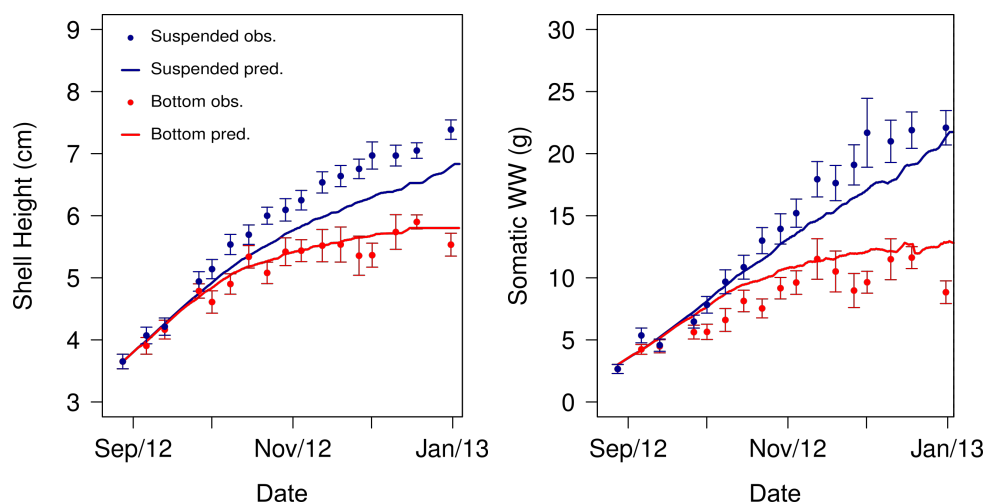 Shell Height (cm)
9
8
7
6
5
4
3
Suspended obs.
Suspended pred.
Bottom obs.
Bottom pred.
Sep/12
Nov/12
Jan/13
Date
Somatic WW (g)
30
25
20
15
10
5
0
Sep/12
Nov/12
Jan/13
Date